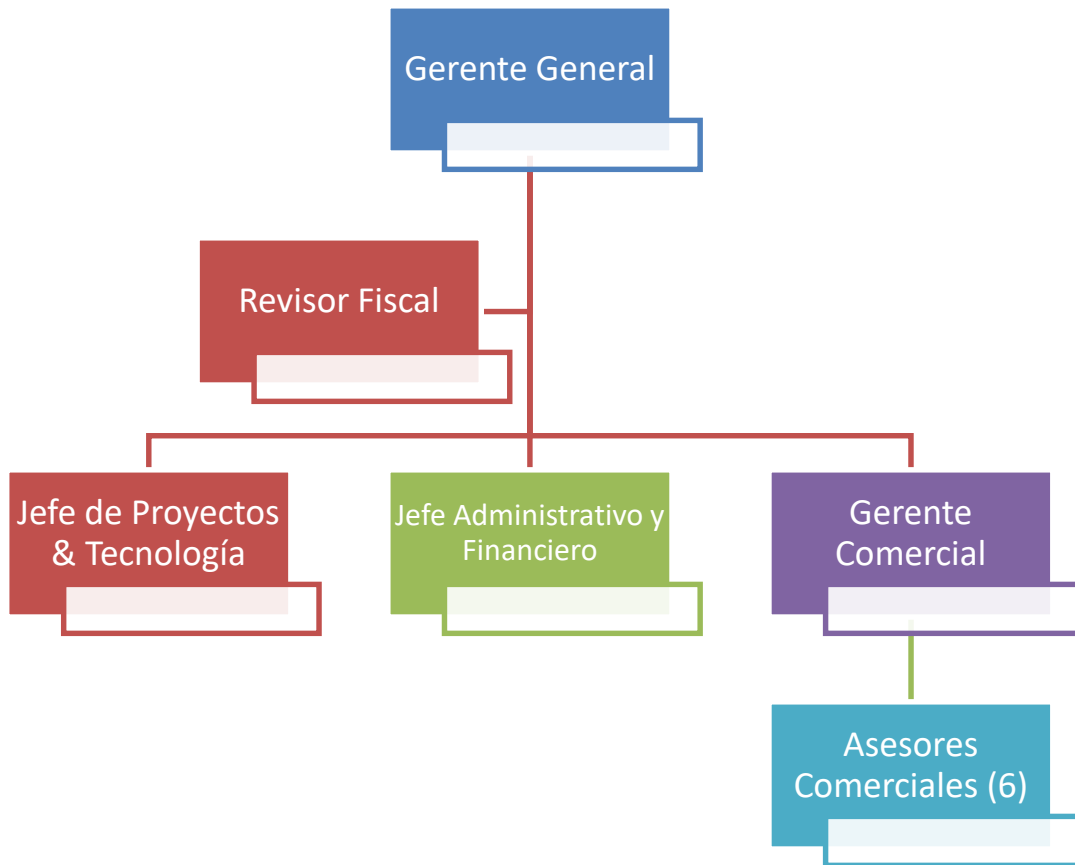 Gerente General
Revisor Fiscal
Jefe de Proyectos
& Tecnología
Jefe Administrativo y
Financiero
Gerente
Comercial
Asesores
Comerciales (6)